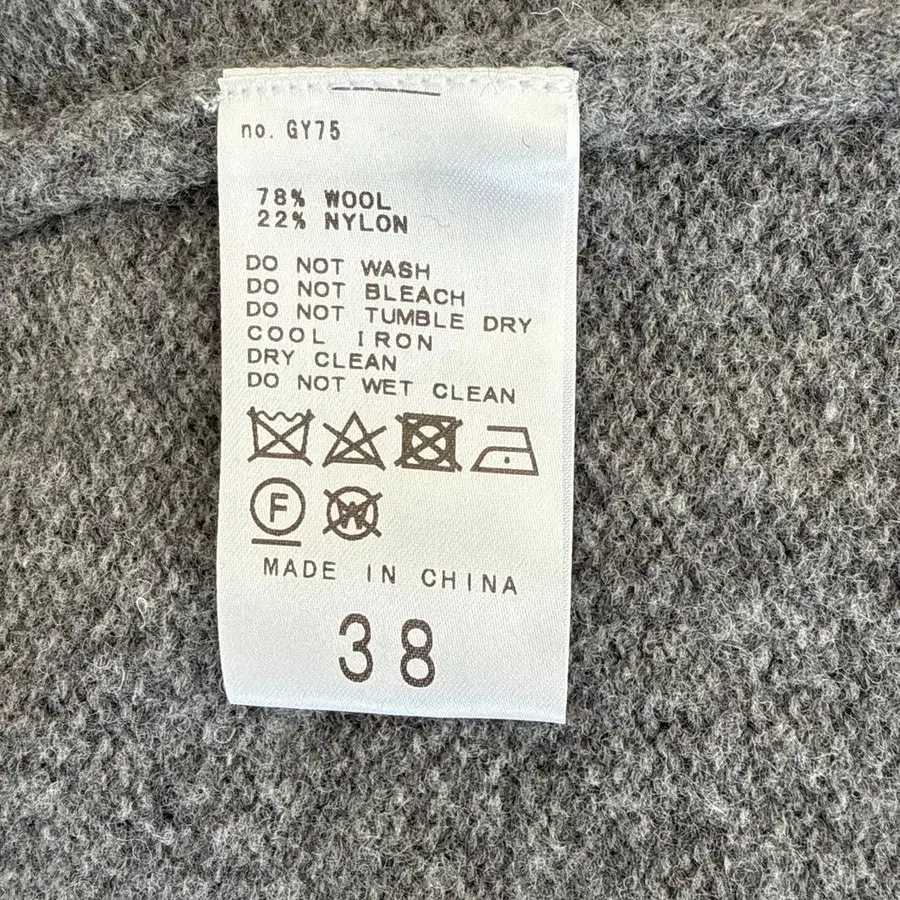 no. GY75
78% WOOL
22% NYLON
DO NOT WASH
DO NOT BLEACH
DO NOT TUMBLE DRY
COOL IRON
DRY CLEAN
DO NOT WET CLEAN
F W
MADE IN CHINA
38